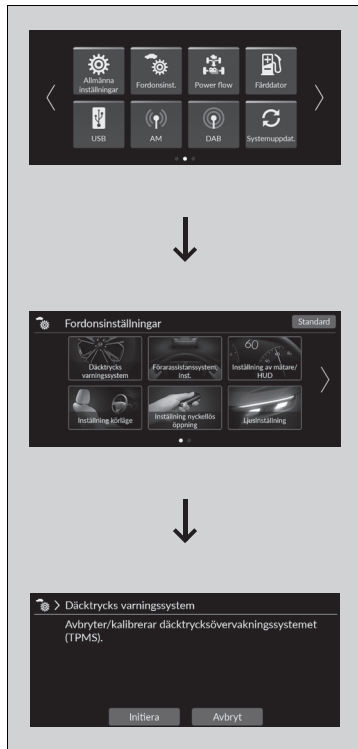 Allmänna
inställningar
Fordonsinst.
Power flow
Färddator
USB
AM
DAB
Systemuppdat.
Fordonsinställningar
Standard
Däcktrycks
varningssystem
Förarassistanssystem,
inst.
60
Inställning av mätare/
HUD
Inställning körläge
Inställning nyckellös
öppning
Ljusinställning
Däcktrycks varningssystem
Avbryter/kalibrerar däcktrycksövervakningssystemet
(TPMS).
Initiera
Avbryt